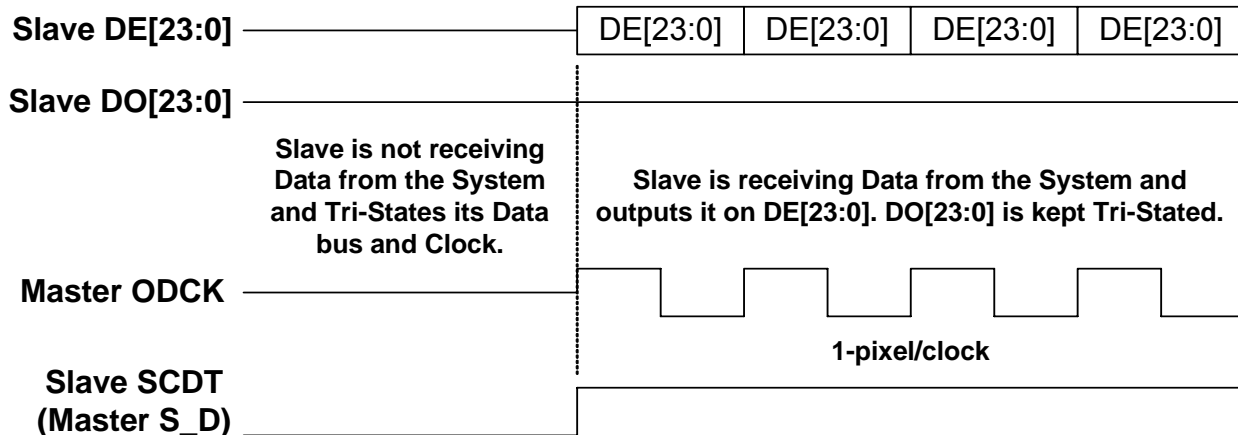 Slave DE[23:0]
DE[23:0] DE[23:0] DE[23:0] DE[23:0]
Slave DO[23:0]
Slave is not receiving
Data from the System
and Tri-States its Data
bus and Clock.
Slave is receiving Data from the System and
outputs it on DE[23:0]. DO[23:0] is kept Tri-Stated.
Master ODCK
1-pixel/clock
Slave SCDT
(Master S_D)